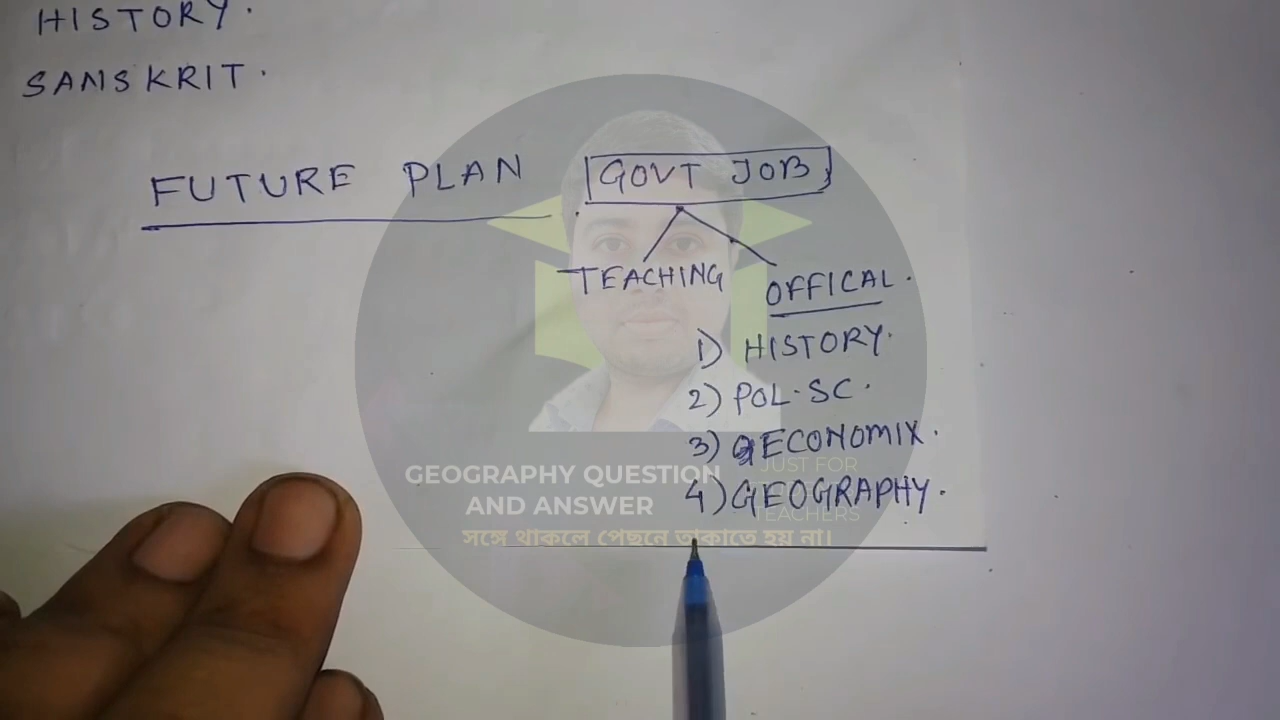 HISTORY.
SANSKRIT.
FUTURE PLAN GOVT JOB
TEACHING OFFICAL.
1) HISTORY.
2) POL-SC.
3) ECONOMIX.
4) GEOGRAPHY.
GEOGRAPHY QUESTION
AND ANSWER
JUST FOR
TEACHERS
সঙ্গে থাকলে পেছনে তাকাতে হয় না।